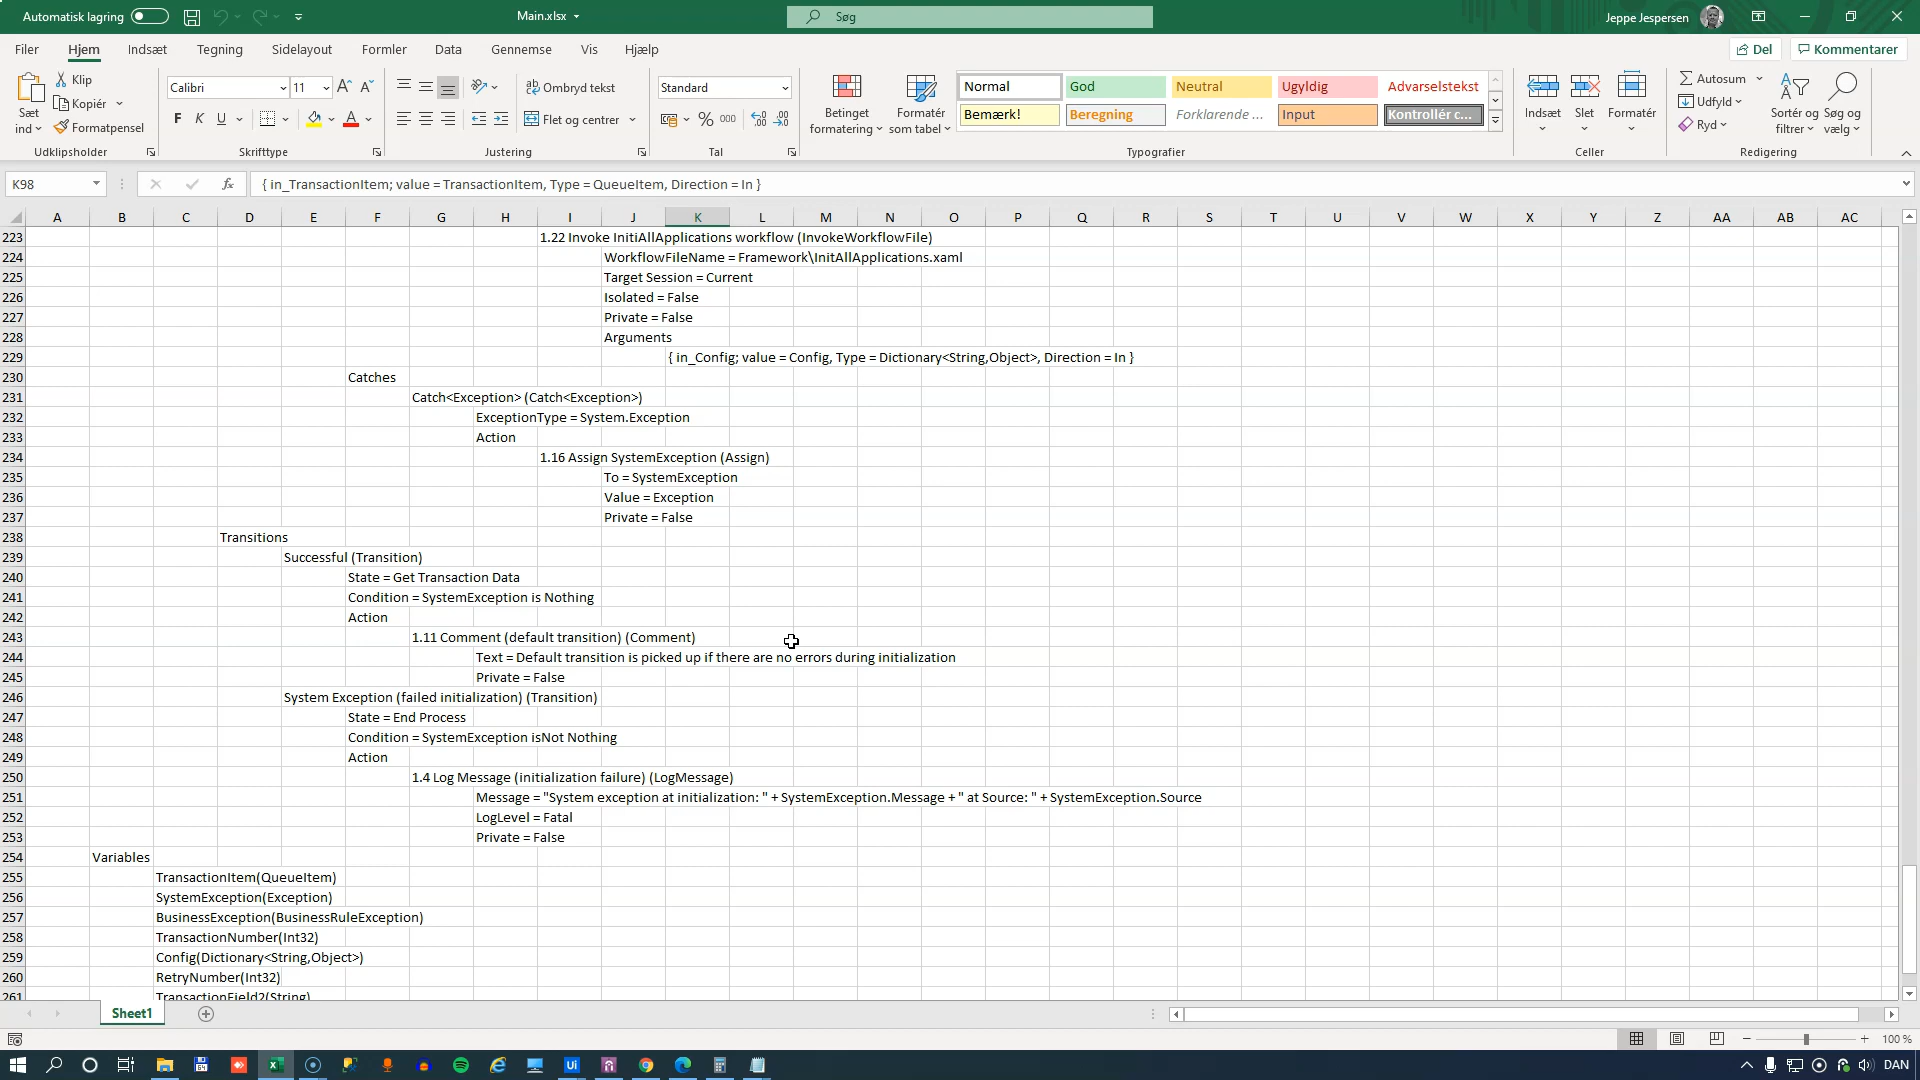 Automatisk lagring
Main.xlsx
Søg
Jeppe Jespersen
Filer Hjem Indsæt Tegning Sidelayout Formler Data Gennemse Vis Hjælp
Del Kommentarer
Sæt ind
Klip
Kopiér
Formatpensel
Udklipsholder
Calibri 11
F K U
Skrifttype
Ombryd tekst
Flet og centrer
Justering
Standard
% 000
Tal
Betinget formatering
Formatér som tabel
Normal God Neutral Ugyldig Advarselstekst
Bemærk! Beregning Forklarende ... Input Kontrollér c...
Typografier
Indsæt Slet Formatér
Celler
Autosum
Udfyld
Ryd
Sortér og filtrer
Søg og vælg
Redigering
K98
fx
{ in_TransactionItem; value = TransactionItem, Type = QueueItem, Direction = In }
A B C D E F G H I J K L M N O P Q R S T U V W X Y Z AA AB AC
223 1.22 Invoke InitiAllApplications workflow (InvokeWorkflowFile)
224 WorkflowFileName = Framework\InitAllApplications.xaml
225 Target Session = Current
226 Isolated = False
227 Private = False
228 Arguments
229 { in_Config; value = Config, Type = Dictionary<String,Object>, Direction = In }
230 Catches
231 Catch<Exception> (Catch<Exception>)
232 ExceptionType = System.Exception
233 Action
234 1.16 Assign SystemException (Assign)
235 To = SystemException
236 Value = Exception
237 Private = False
238 Transitions
239 Successful (Transition)
240 State = Get Transaction Data
241 Condition = SystemException is Nothing
242 Action
243 1.11 Comment (default transition) (Comment)
244 Text = Default transition is picked up if there are no errors during initialization
245 Private = False
246 System Exception (failed initialization) (Transition)
247 State = End Process
248 Condition = SystemException isNot Nothing
249 Action
250 1.4 Log Message (initialization failure) (LogMessage)
251 Message = "System exception at initialization: " + SystemException.Message + " at Source: " + SystemException.Source
252 LogLevel = Fatal
253 Private = False
254 Variables
255 TransactionItem(QueueItem)
256 SystemException(Exception)
257 BusinessException(BusinessRuleException)
258 TransactionNumber(Int32)
259 Config(Dictionary<String,Object>)
260 RetryNumber(Int32)
261 TransactionField2(String)
Sheet1
100 %
DAN